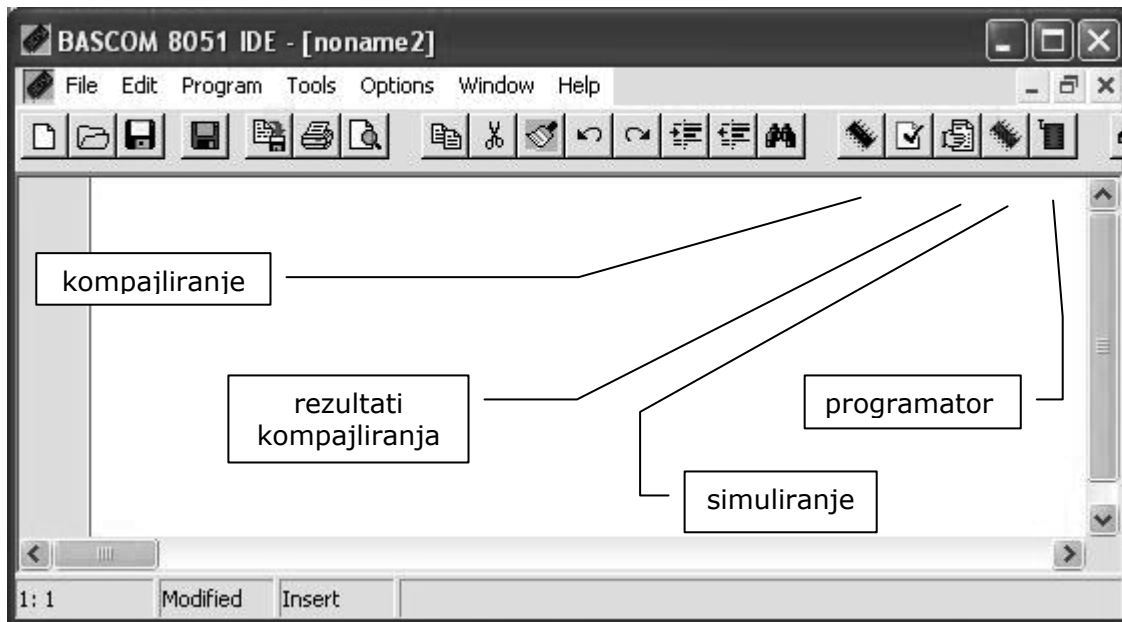 BASCOM 8051 IDE - [noname2]
File Edit Program Tools Options Window Help
kompajliranje
rezultati
kompajliranja
programator
simuliranje
1: 1 Modified Insert